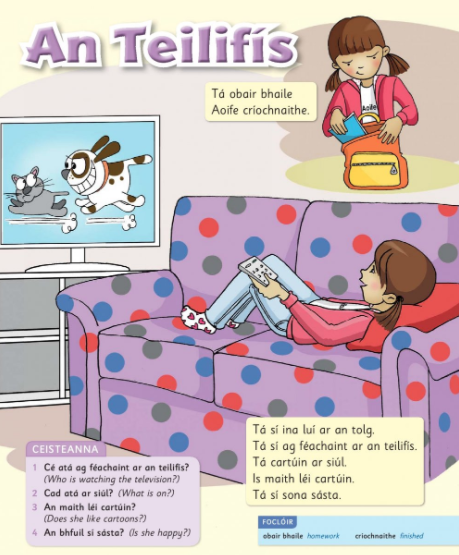 An Teilifís
Tá obair bhaile
Aoife críochnaithe.
Aoife
Tá sí ina luí ar an tolg.
Tá sí ag féachaint ar an teilifís.
Tá cartúin ar siúl.
Is maith léi cartúin.
Tá sí sona sásta.
CEISTEANNA
1 Cé atá ag féachaint ar an teilifís?
(Who is watching the television?)
2 Cad atá ar siúl? (What is on?)
3 An maith léi cartúin?
(Does she like cartoons?)
4 An bhfuil sí sásta? (Is she happy?)
FOCLÓIR
obair bhaile homework críochnaithe finished